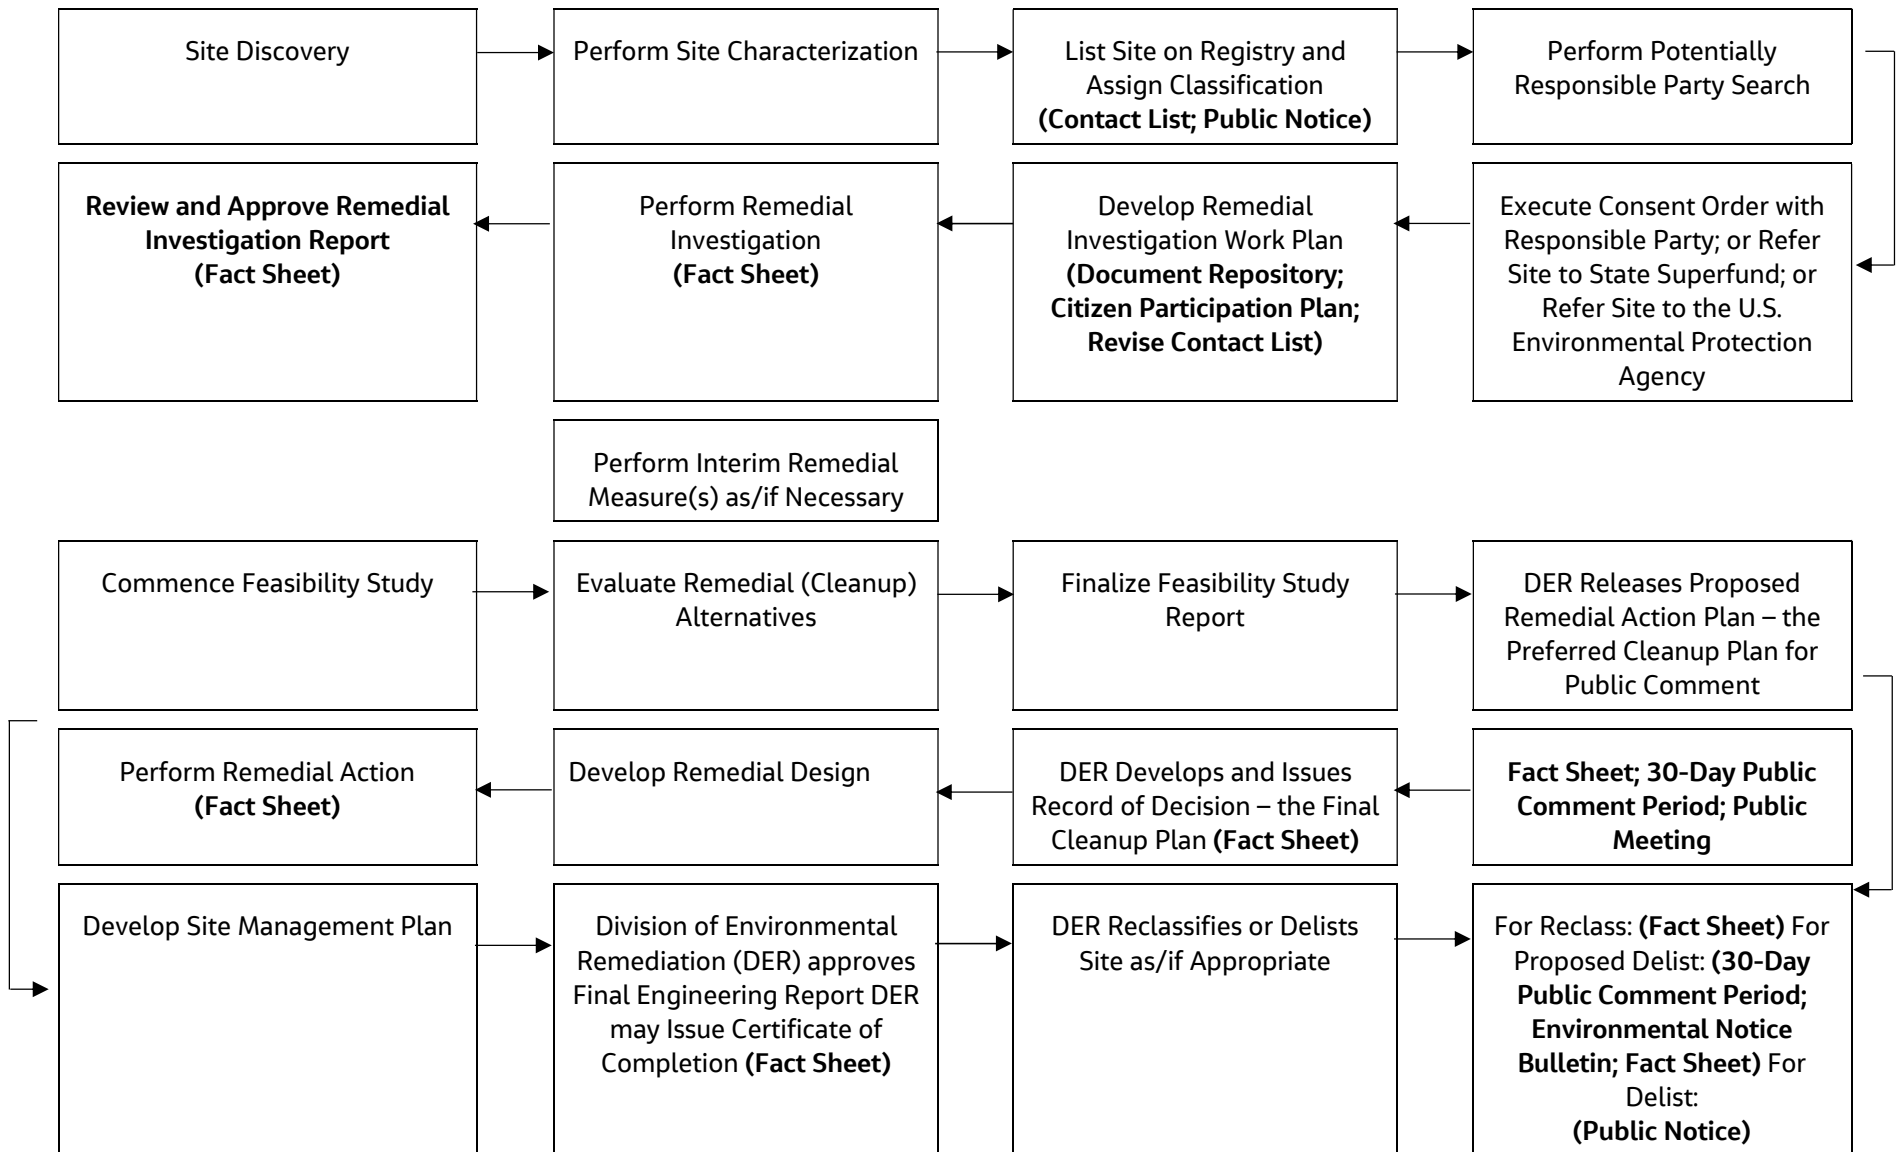 Site Discovery
Perform Site Characterization
List Site on Registry and
Assign Classification
(Contact List; Public Notice)
Perform Potentially
Responsible Party Search
Execute Consent Order with
Responsible Party; or Refer
Site to State Superfund; or
Refer Site to the U.S.
Environmental Protection
Agency
Develop Remedial
Investigation Work Plan
(Document Repository;
Citizen Participation Plan;
Revise Contact List)
Perform Remedial
Investigation
(Fact Sheet)
Review and Approve Remedial
Investigation Report
(Fact Sheet)
Perform Interim Remedial
Measure(s) as/if Necessary
Commence Feasibility Study
Evaluate Remedial (Cleanup)
Alternatives
Finalize Feasibility Study
Report
DER Releases Proposed
Remedial Action Plan – the
Preferred Cleanup Plan for
Public Comment
Fact Sheet; 30-Day Public
Comment Period; Public
Meeting
DER Develops and Issues
Record of Decision – the Final
Cleanup Plan (Fact Sheet)
Develop Remedial Design
Perform Remedial Action
(Fact Sheet)
Develop Site Management Plan
Division of Environmental
Remediation (DER) approves
Final Engineering Report DER
may Issue Certificate of
Completion (Fact Sheet)
DER Reclassifies or Delists
Site as/if Appropriate
For Reclass: (Fact Sheet) For
Proposed Delist: (30-Day
Public Comment Period;
Environmental Notice
Bulletin; Fact Sheet) For
Delist:
(Public Notice)